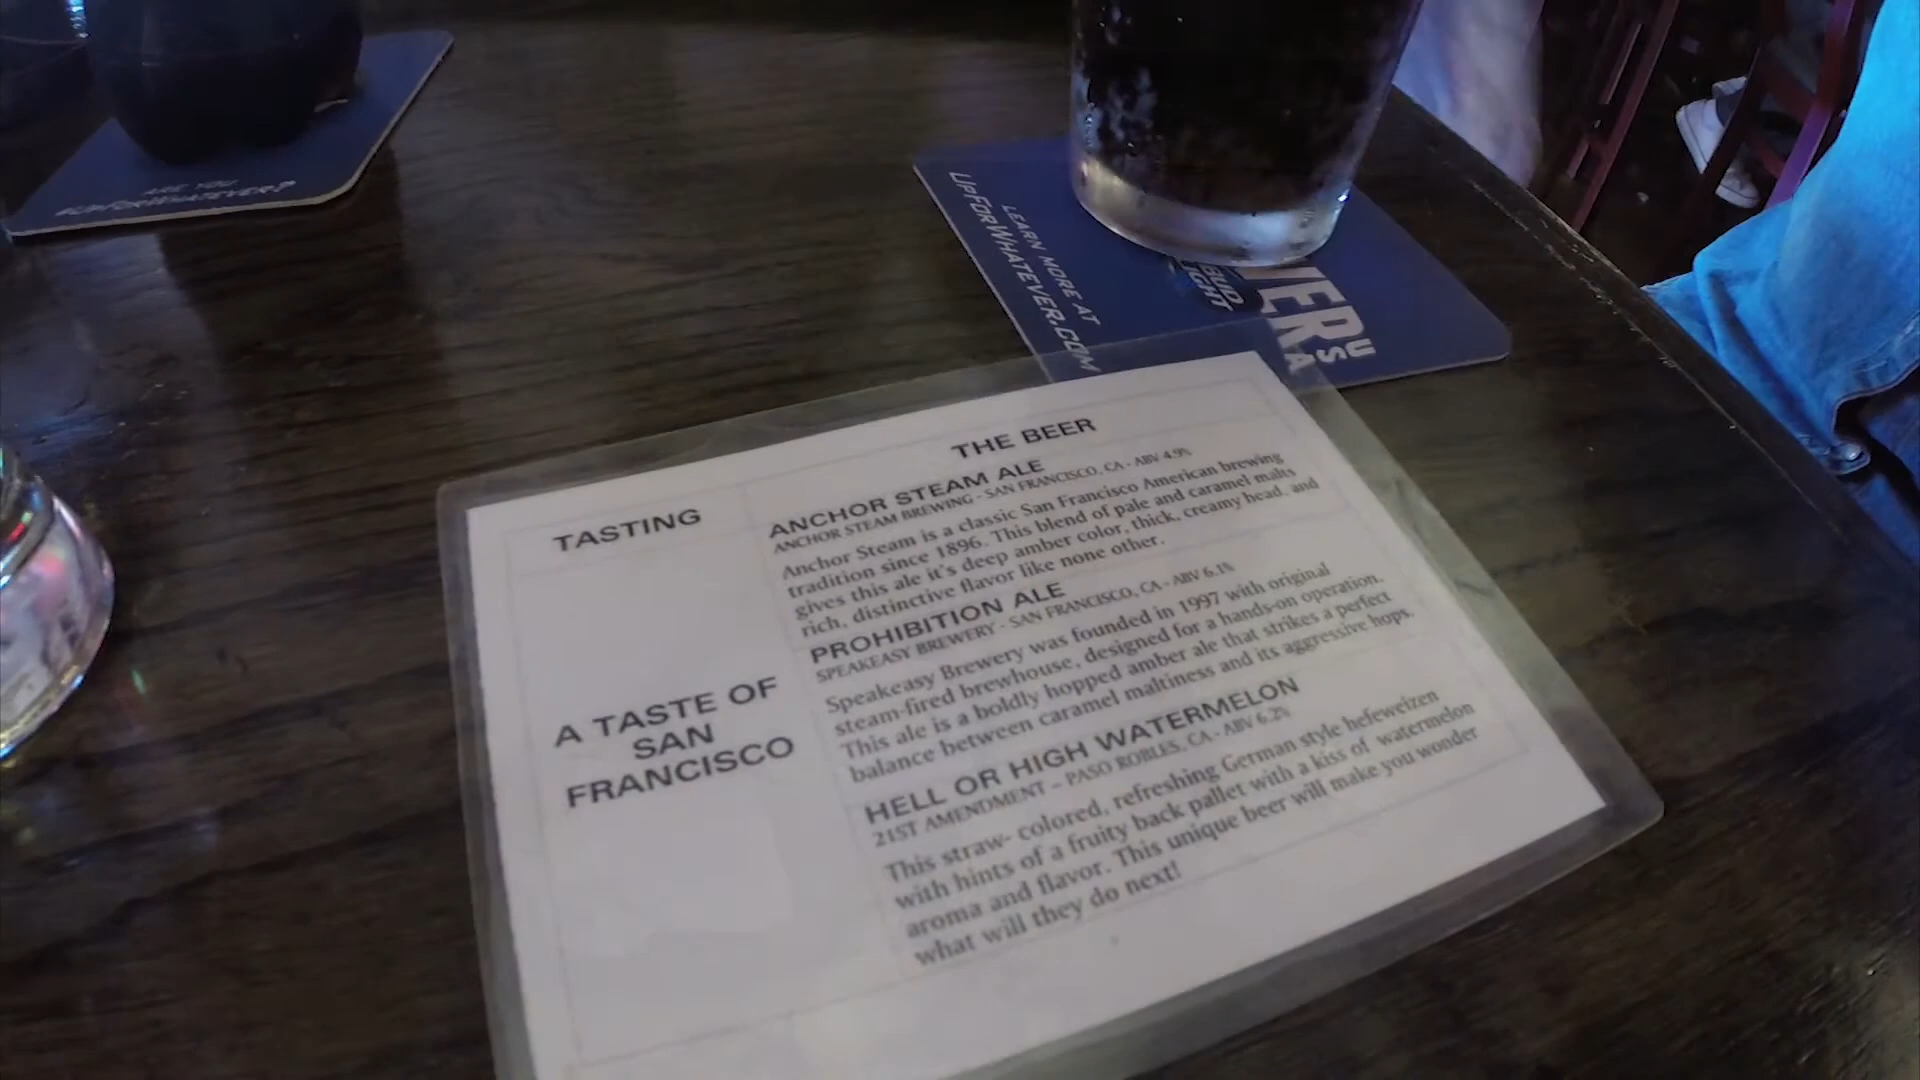 ARE YOU
#UPFORWHATEVER?
LEARN MORE AT
UPFORWHATEVER.COM
BUD
LIGHT
US
THE BEER
TASTING
A TASTE OF
SAN
FRANCISCO
ANCHOR STEAM ALE
ANCHOR STEAM BREWING - SAN FRANCISCO, CA - ABV 4.9%
Anchor Steam is a classic San Francisco American brewing
tradition since 1896. This blend of pale and caramel malts
gives this ale it's deep amber color, thick, creamy head, and
rich, distinctive flavor like none other.
PROHIBITION ALE
SPEAKEASY BREWERY - SAN FRANCISCO, CA - ABV 6.1%
Speakeasy Brewery was founded in 1997 with original
steam-fired brewhouse, designed for a hands-on operation.
This ale is a boldly hopped amber ale that strikes a perfect
balance between caramel maltiness and its aggressive hops.
HELL OR HIGH WATERMELON
21ST AMENDMENT – PASO ROBLES, CA - ABV 6.2%
This straw- colored, refreshing German style hefeweizen
with hints of a fruity back pallet with a kiss of watermelon
aroma and flavor. This unique beer will make you wonder
what will they do next!